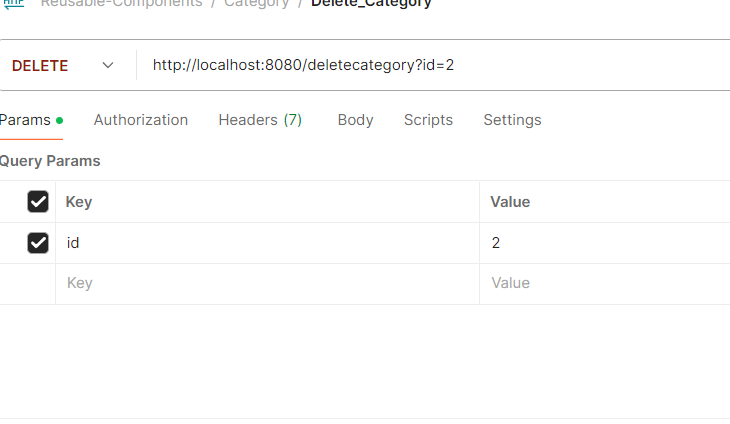 HTTP Reusable-Components / Category / Delete_Category
DELETE http://localhost:8080/deletecategory?id=2
Params Authorization Headers (7) Body Scripts Settings
Query Params
Key Value
id 2
Key Value